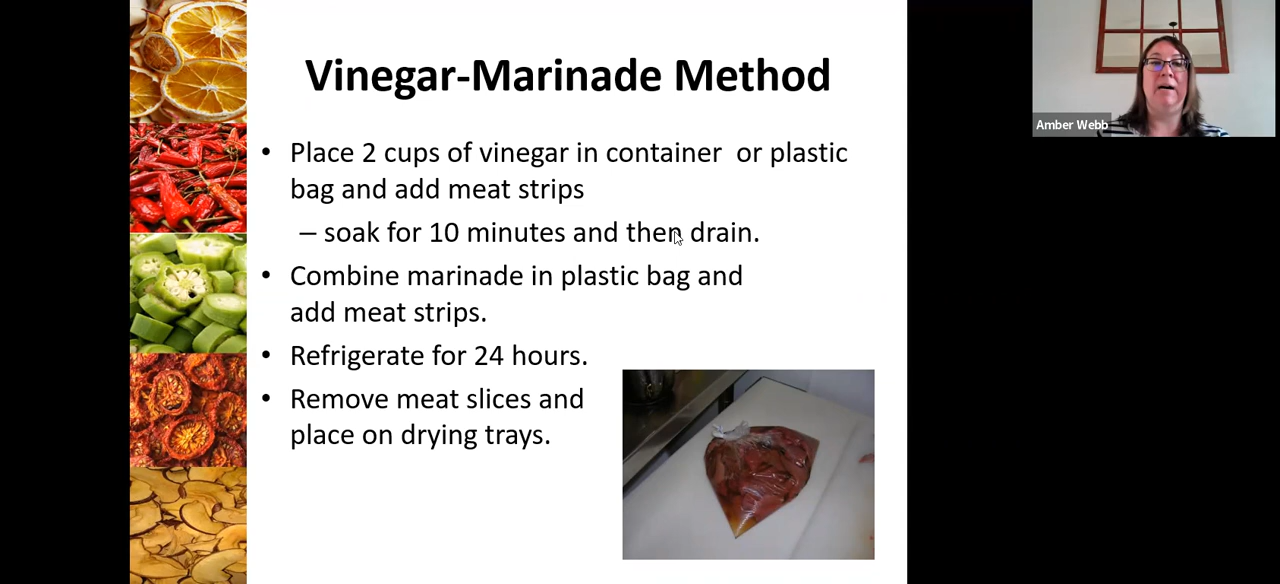 Vinegar-Marinade Method
• Place 2 cups of vinegar in container or plastic
bag and add meat strips
– soak for 10 minutes and then drain.
• Combine marinade in plastic bag and
add meat strips.
• Refrigerate for 24 hours.
• Remove meat slices and
place on drying trays.
Amber Webb